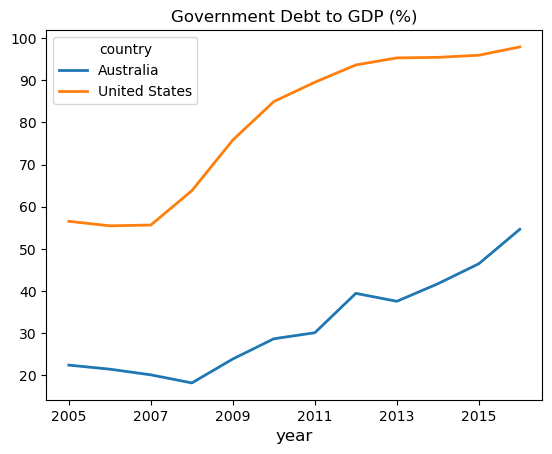 Government Debt to GDP (%)
country
Australia
United States
100
90
80
70
60
50
40
30
20
2005 2007 2009 2011 2013 2015
year